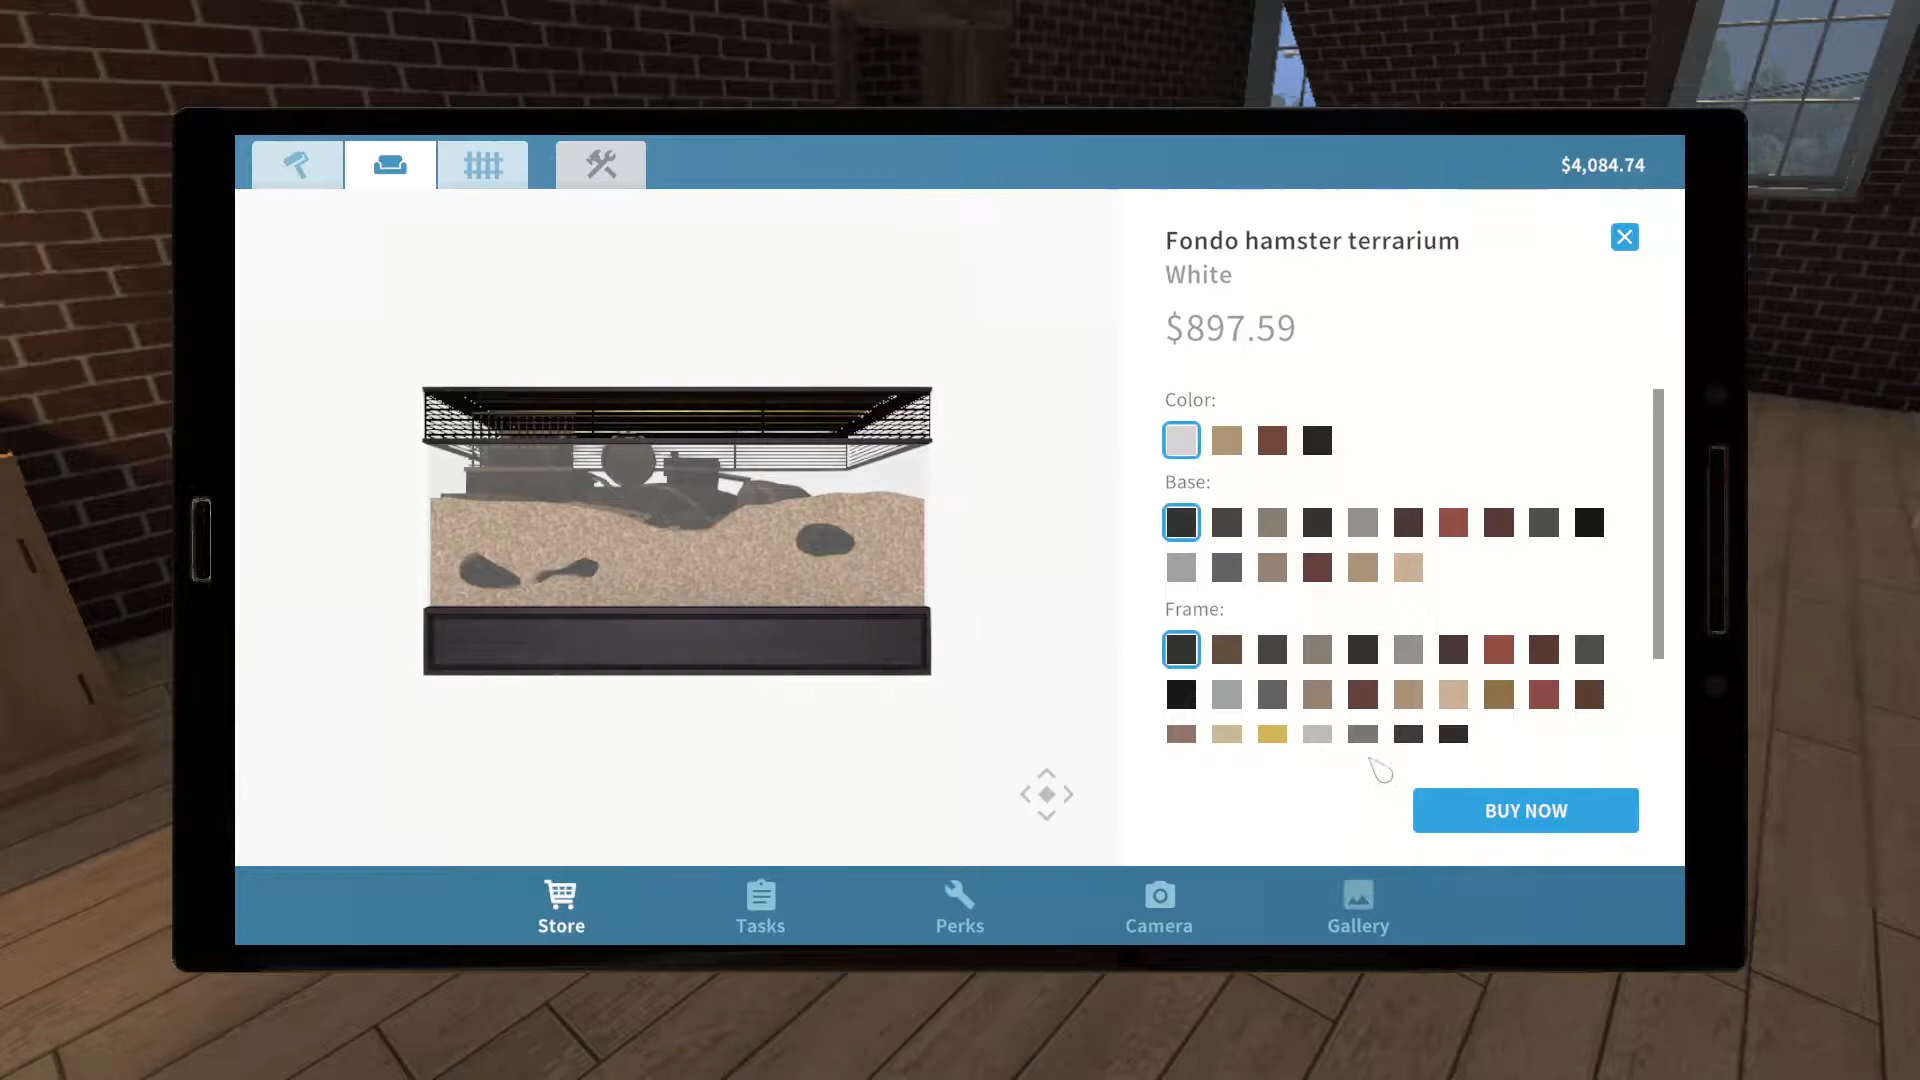 $4,084.74
Fondo hamster terrarium
White
$897.59
Color:
Base:
Frame:
BUY NOW
Store
Tasks
Perks
Camera
Gallery